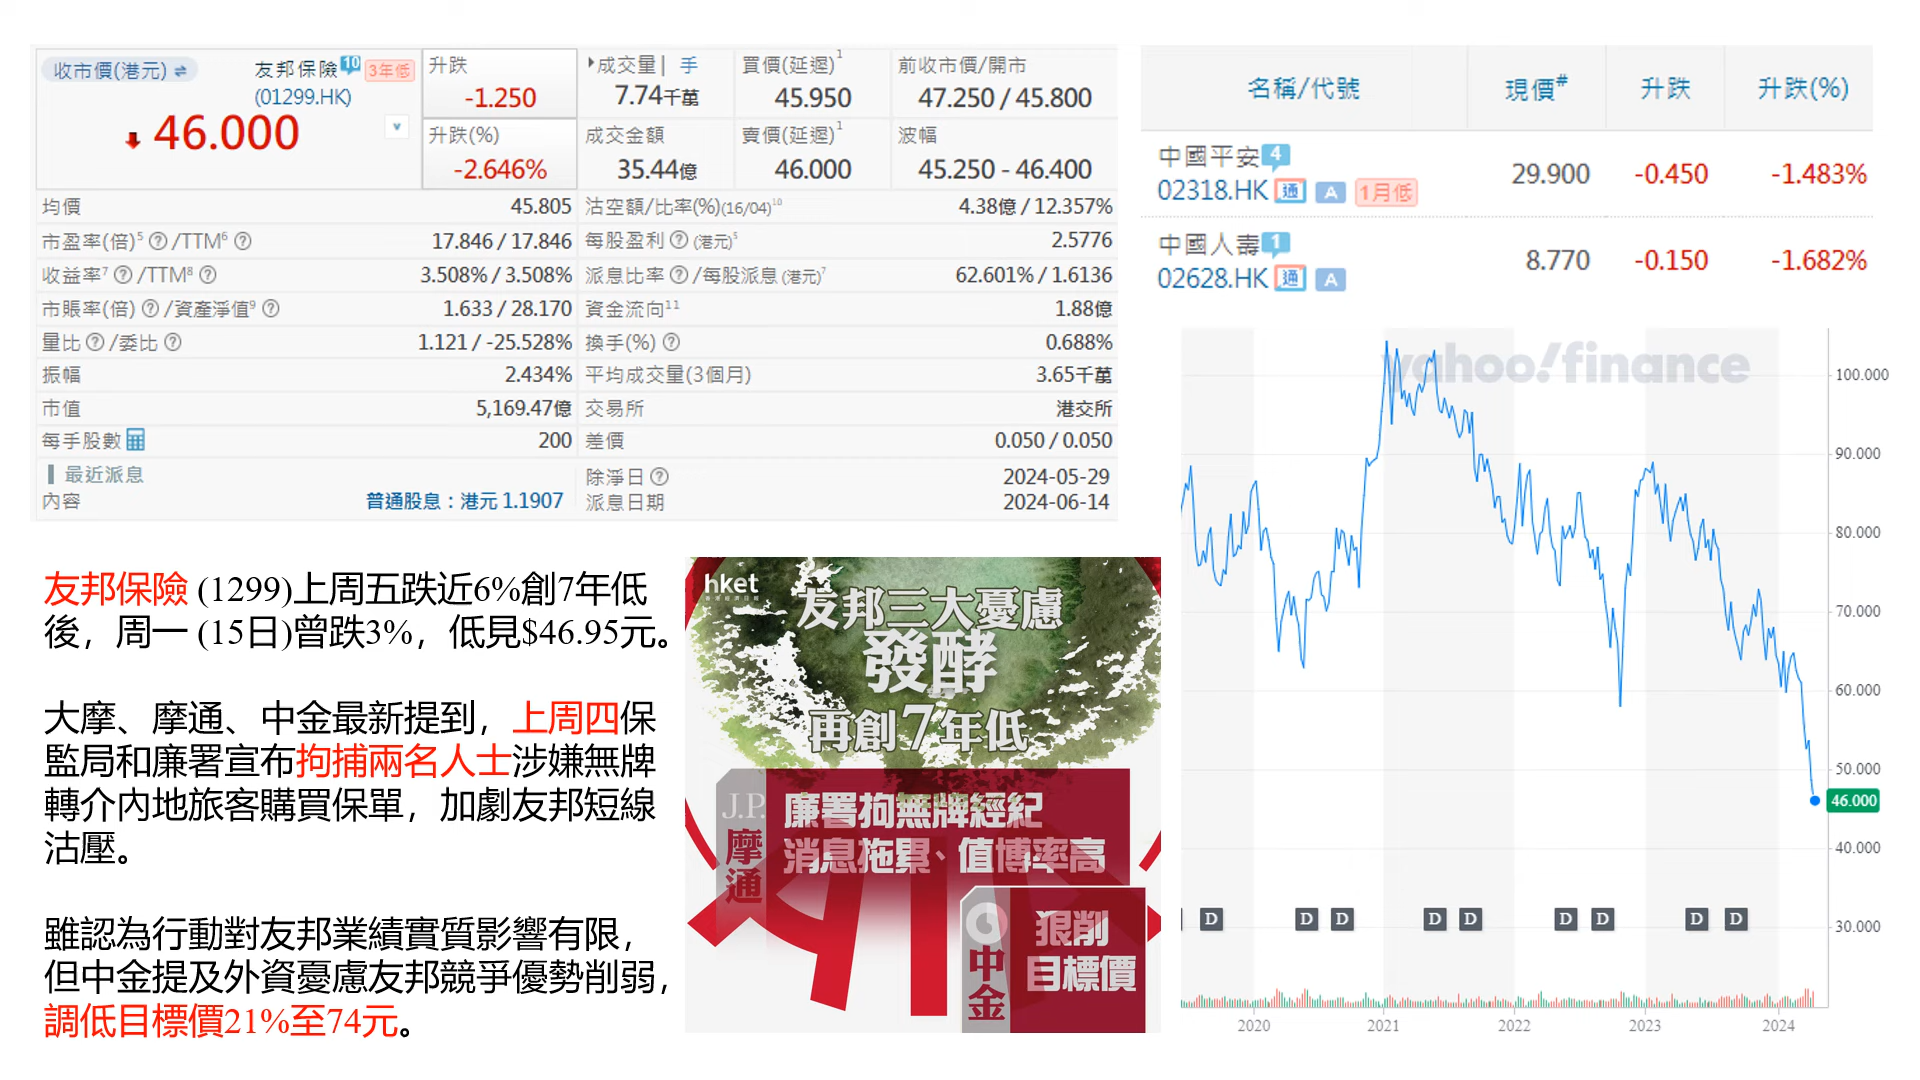 收市價(港元) ⇌
友邦保險 10 3年低
(01299.HK)
46.000
升跌
-1.250
升跌(%)
-2.646%
成交量| 手
7.74千萬
成交金額
35.44億
買價(延遲)1
45.950
賣價(延遲)1
46.000
前收市價/開市
47.250 / 45.800
波幅
45.250 - 46.400
均價 45.805
沽空額/比率(%)(16/04)10 4.38億 / 12.357%
市盈率(倍)5 ? /TTM6 ? 17.846 / 17.846
每股盈利 ? (港元)5 2.5776
收益率7 ? /TTM8 ? 3.508% / 3.508%
派息比率 ? /每股派息 (港元)7 62.601% / 1.6136
市賬率(倍) ? /資產淨值9 ? 1.633 / 28.170
資金流向11 1.88億
量比 ? /委比 ? 1.121 / -25.528%
換手(%) ? 0.688%
振幅 2.434%
平均成交量(3個月) 3.65千萬
市值 5,169.47億
交易所 港交所
每手股數 200
差價 0.050 / 0.050
最近派息
內容 普通股息：港元 1.1907
除淨日 ? 2024-05-29
派息日期 2024-06-14
名稱/代號 現價# 升跌 升跌(%)
中國平安 4
02318.HK 通 A 1月低
29.900 -0.450 -1.483%
中國人壽 1
02628.HK 通 A
8.770 -0.150 -1.682%
友邦保險 (1299)上周五跌近6%創7年低
後，周一 (15日)曾跌3%，低見$46.95元。
大摩、摩通、中金最新提到，上周四保
監局和廉署宣布拘捕兩名人士涉嫌無牌
轉介內地旅客購買保單，加劇友邦短線
沽壓。
雖認為行動對友邦業績實質影響有限，
但中金提及外資憂慮友邦競爭優勢削弱，
調低目標價21%至74元。
hket
友邦三大憂慮
發酵
再創7年低
J.P.
摩通
廉署拘無牌經紀
消息拖累、值博率高
中金
狠削
目標價
yahoo!finance
100.000
90.000
80.000
70.000
60.000
50.000
46.000
40.000
30.000
D D D D D D D D D
2020 2021 2022 2023 2024